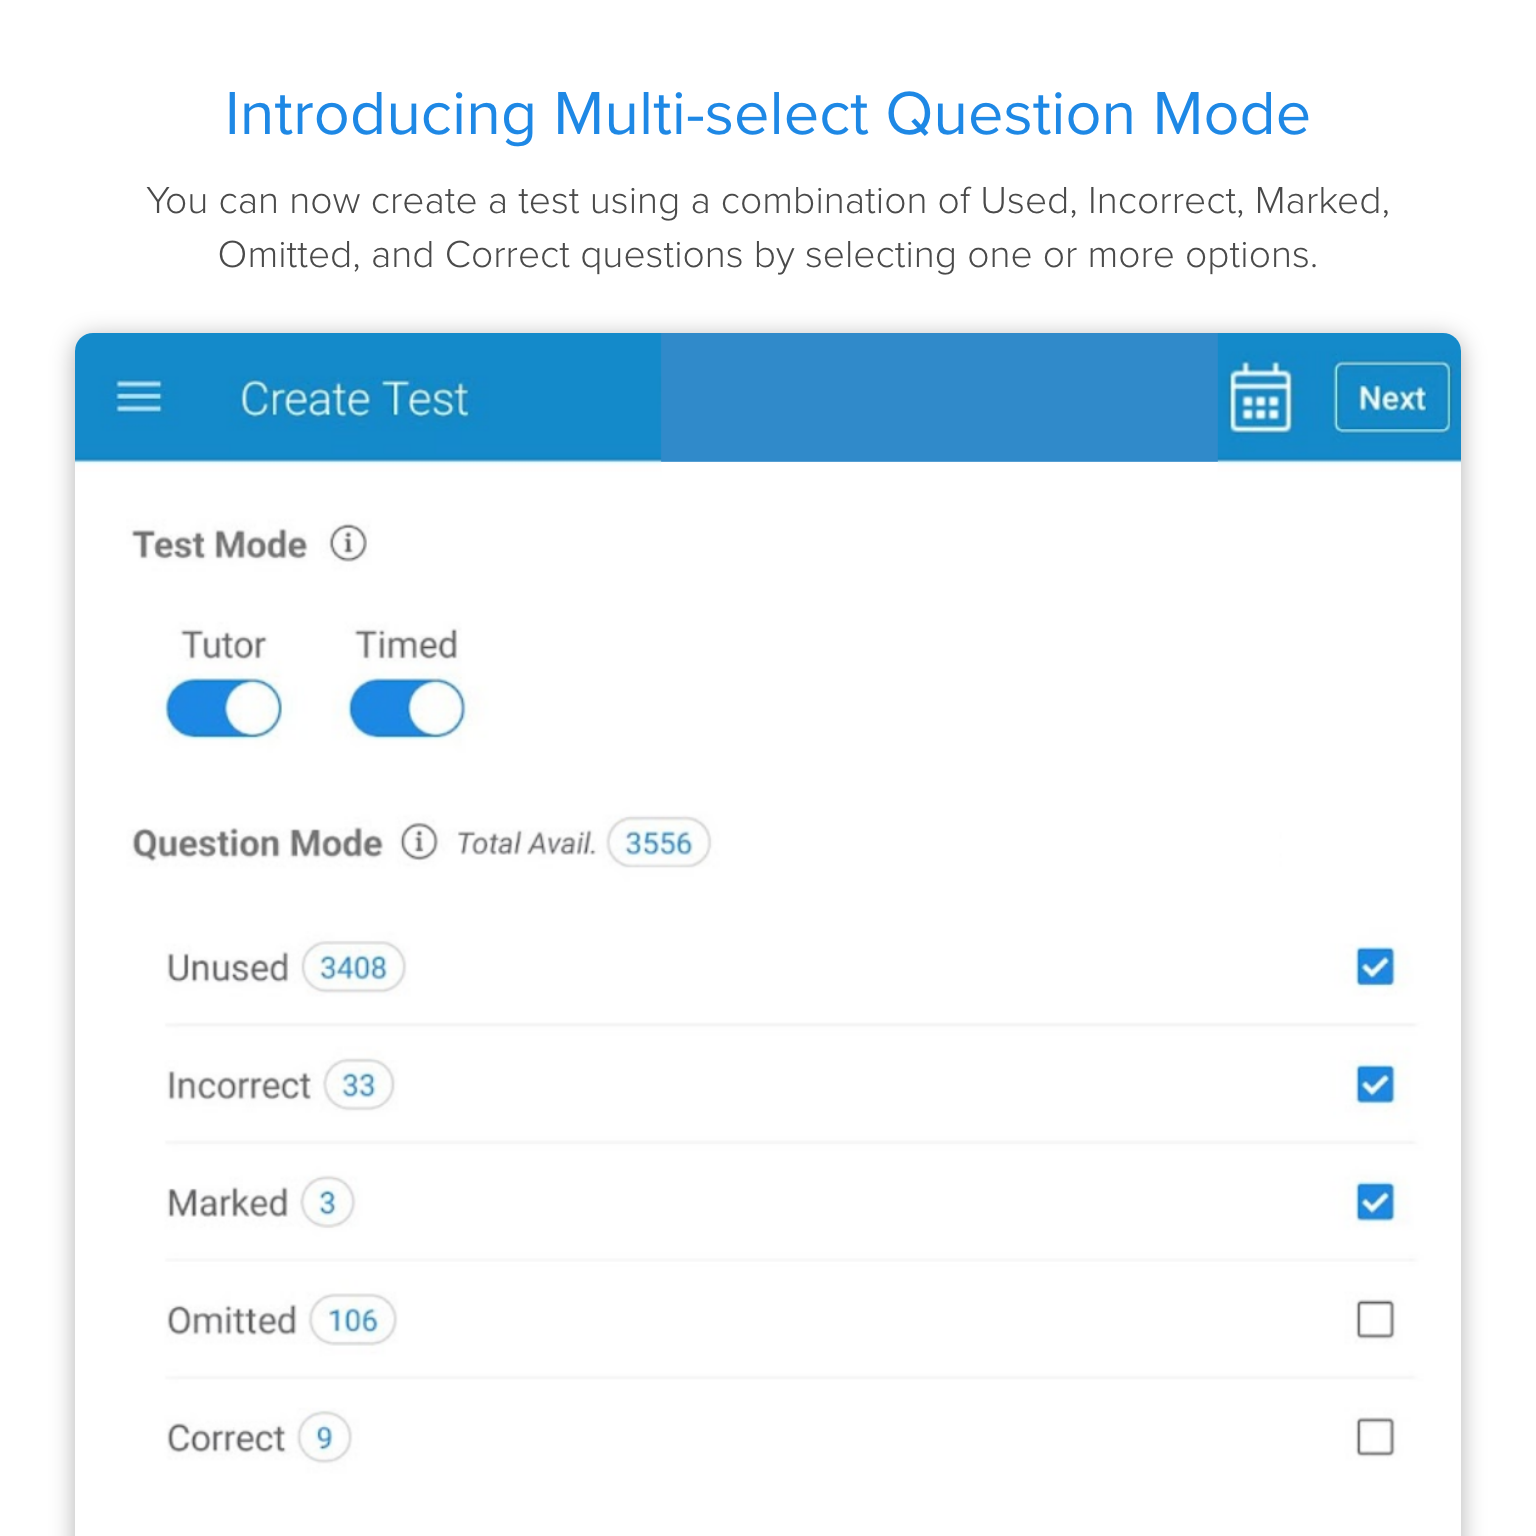 Introducing Multi-select Question Mode
You can now create a test using a combination of Used, Incorrect, Marked,
Omitted, and Correct questions by selecting one or more options.
Create Test
Next
Test Mode
Tutor Timed
Question Mode Total Avail. 3556
Unused 3408
Incorrect 33
Marked 3
Omitted 106
Correct 9